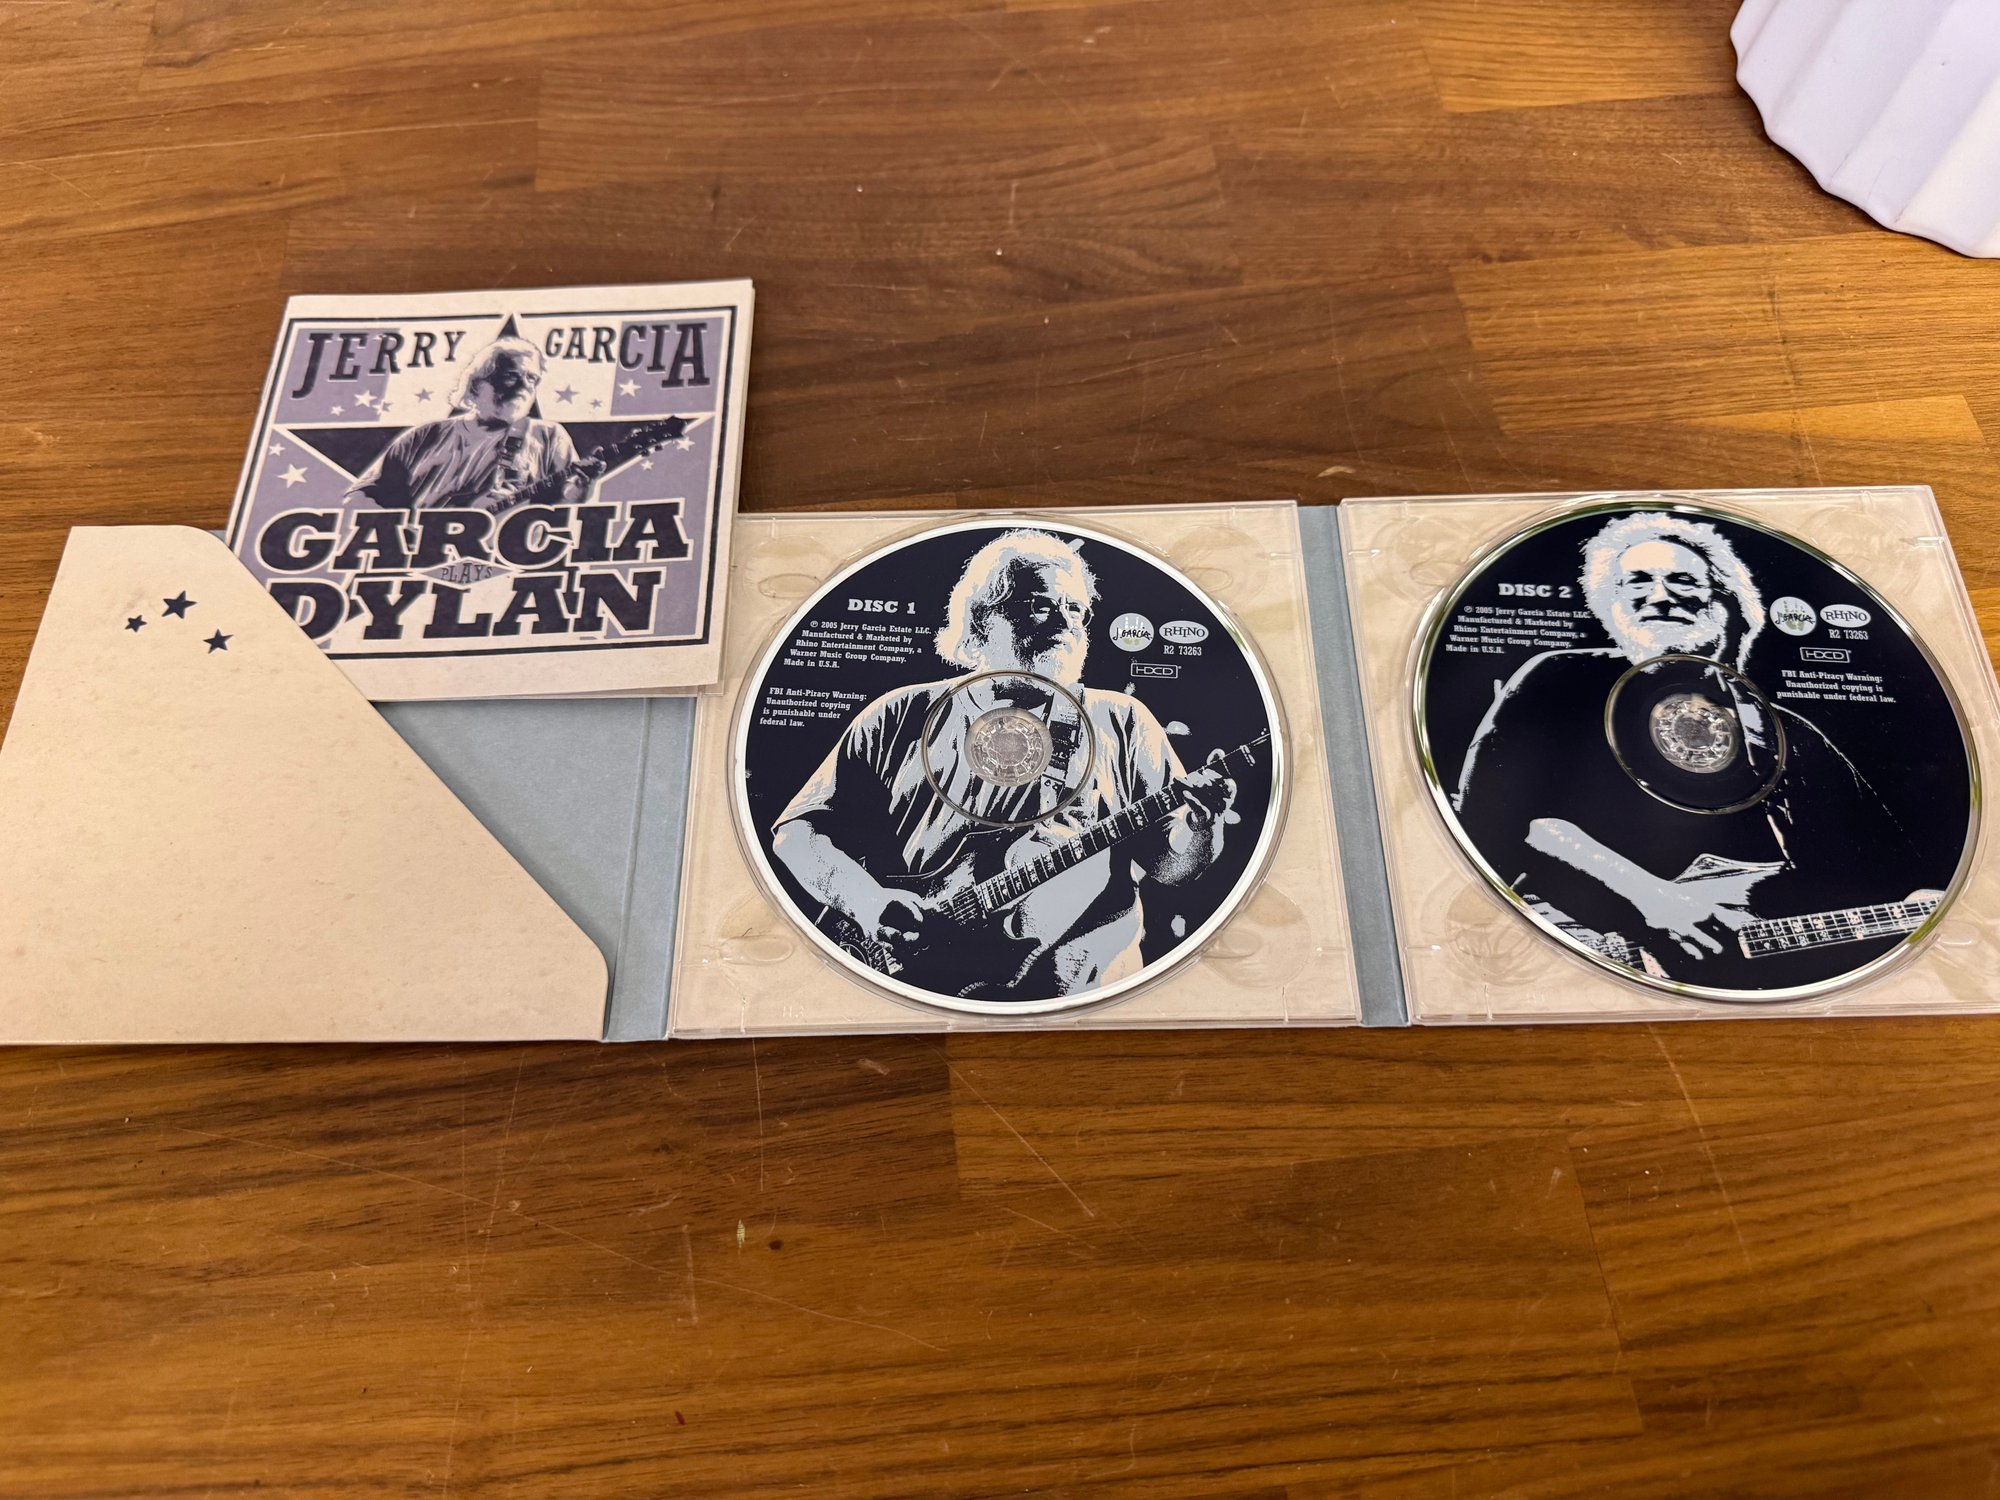 JERRY GARCIA
GARCIA
PLAYS
DYLAN
DISC 1
℗ 2005 Jerry Garcia Estate LLC.
Manufactured & Marketed by
Rhino Entertainment Company, a
Warner Music Group Company.
Made in U.S.A.
FBI Anti-Piracy Warning:
Unauthorized copying
is punishable under
federal law.
J. GARCIA
RHINO
R2 73263
HDCD®
DISC 2
℗ 2005 Jerry Garcia Estate LLC.
Manufactured & Marketed by
Rhino Entertainment Company, a
Warner Music Group Company.
Made in U.S.A.
J. GARCIA
RHINO
R2 73263
HDCD®
FBI Anti-Piracy Warning:
Unauthorized copying is
punishable under federal law.